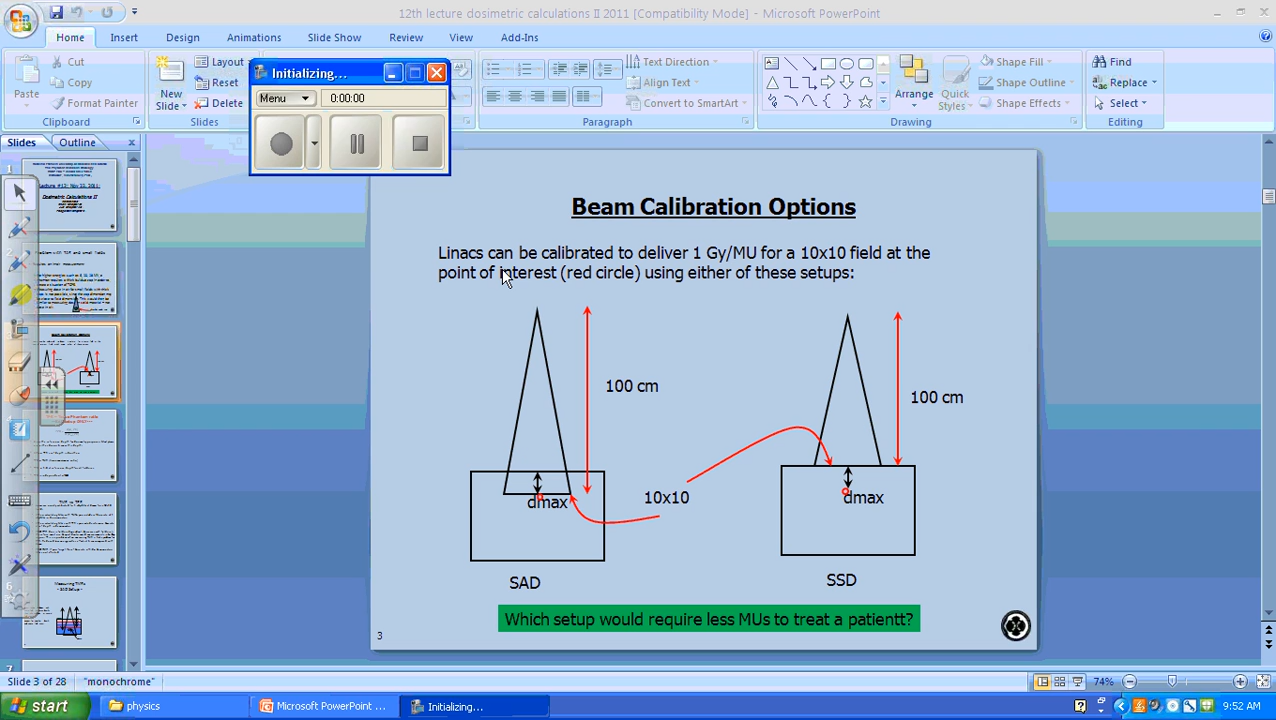 12th lecture dosimetric calculations II 2011 [Compatibility Mode] - Microsoft PowerPoint
Home Insert Design Animations Slide Show Review View Add-Ins
Paste
Cut
Copy
Format Painter
Clipboard
New Slide
Layout
Reset
Delete
Slides
Initializing...
Menu 0:00:00
Text Direction
Align Text
Convert to SmartArt
Paragraph
Arrange
Quick Styles
Shape Fill
Shape Outline
Shape Effects
Drawing
Find
Replace
Select
Editing
Slides Outline
Beam Calibration Options
Linacs can be calibrated to deliver 1 Gy/MU for a 10x10 field at the
point of interest (red circle) using either of these setups:
100 cm
100 cm
10x10
dmax
dmax
SAD
SSD
Which setup would require less MUs to treat a patientt?
3
Slide 3 of 28 "monochrome" 74%
start physics Microsoft PowerPoint ... Initializing... 9:52 AM